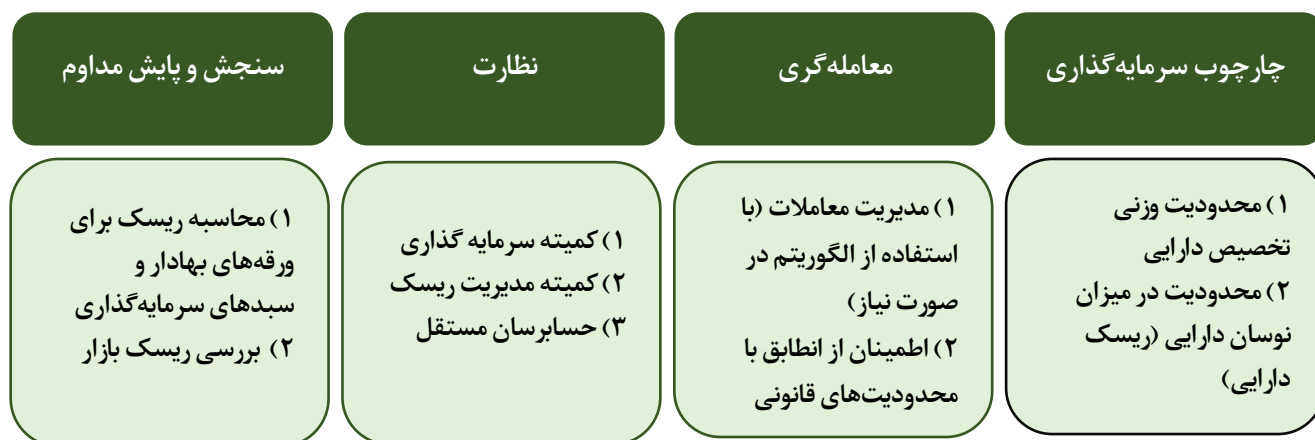 چارچوب سرمایه‌گذاری
۱) محدودیت وزنی
تخصیص دارایی
۲) محدودیت در میزان
نوسان دارایی (ریسک
دارایی)
معامله‌گری
۱) مدیریت معاملات (با
استفاده از الگوریتم در
صورت نیاز)
۲) اطمینان از انطابق با
محدودیت‌های قانونی
نظارت
۱) کمیته سرمایه گذاری
۲) کمیته مدیریت ریسک
۳) حسابرسان مستقل
سنجش و پایش مداوم
۱) محاسبه ریسک برای
ورقه‌های بهادار و
سبدهای سرمایه‌گذاری
۲) بررسی ریسک بازار